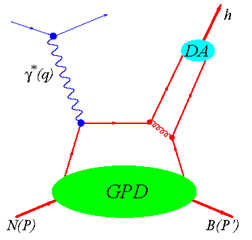 h
DA
γ*(q)
GPD
N(P) B(P')